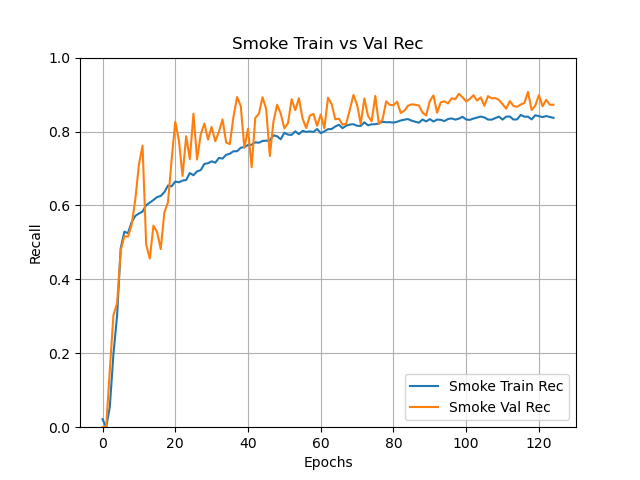 Smoke Train vs Val Rec
1.0
0.8
0.6
0.4
0.2
0.0
Recall
0 20 40 60 80 100 120
Epochs
Smoke Train Rec
Smoke Val Rec